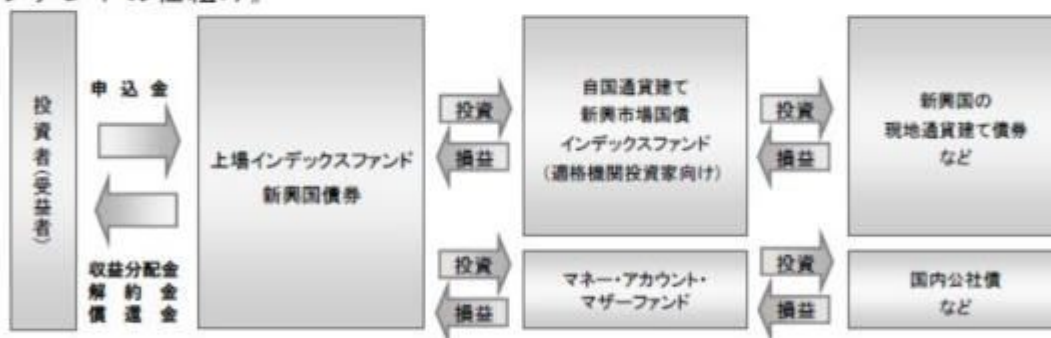 投資者(受益者)
申込金
収益分配金
解約金
償還金
上場インデックスファンド
新興国債券
投資
損益
自国通貨建て
新興市場国債
インデックスファンド
(適格機関投資家向け)
投資
損益
新興国の
現地通貨建て債券
など
投資
損益
マネー・アカウント・
マザーファンド
投資
損益
国内公社債
など